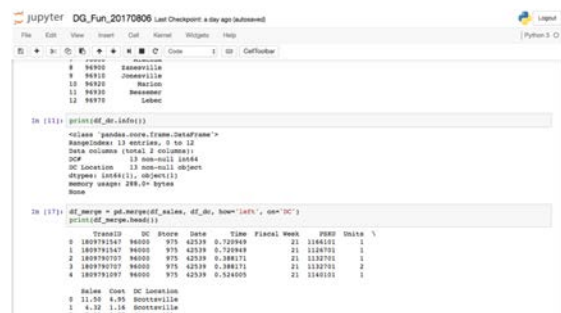 jupyter DG_Fun_20170806 Last Checkpoint: a day ago (autosaved)
Logout
File Edit View Insert Cell Kernel Widgets Help
Python 3
Code
CellToolbar
8 96900 Zanesville
9 96910 Jonesville
10 96920 Marion
11 96930 Bessemer
12 96970 Lebec
In [11]: print(df_dc.info())
<class 'pandas.core.frame.DataFrame'>
RangeIndex: 13 entries, 0 to 12
Data columns (total 2 columns):
DC# 13 non-null int64
DC Location 13 non-null object
dtypes: int64(1), object(1)
memory usage: 288.0+ bytes
None
In [17]: df_merge = pd.merge(df_sales, df_dc, how='left', on='DC')
print(df_merge.head())
TransID DC Store Date Time Fiscal Week PSKU Units \
0 1809791547 96000 975 42539 0.720949 21 1166101 1
1 1809791547 96000 975 42539 0.720949 21 1126701 1
2 1809790707 96000 975 42539 0.388171 21 1132701 1
3 1809790707 96000 975 42539 0.388171 21 1132701 2
4 1809791097 96000 975 42539 0.524005 21 1140101 1
Sales Cost DC Location
0 11.50 6.95 Scottsville
1 4.32 1.16 Scottsville